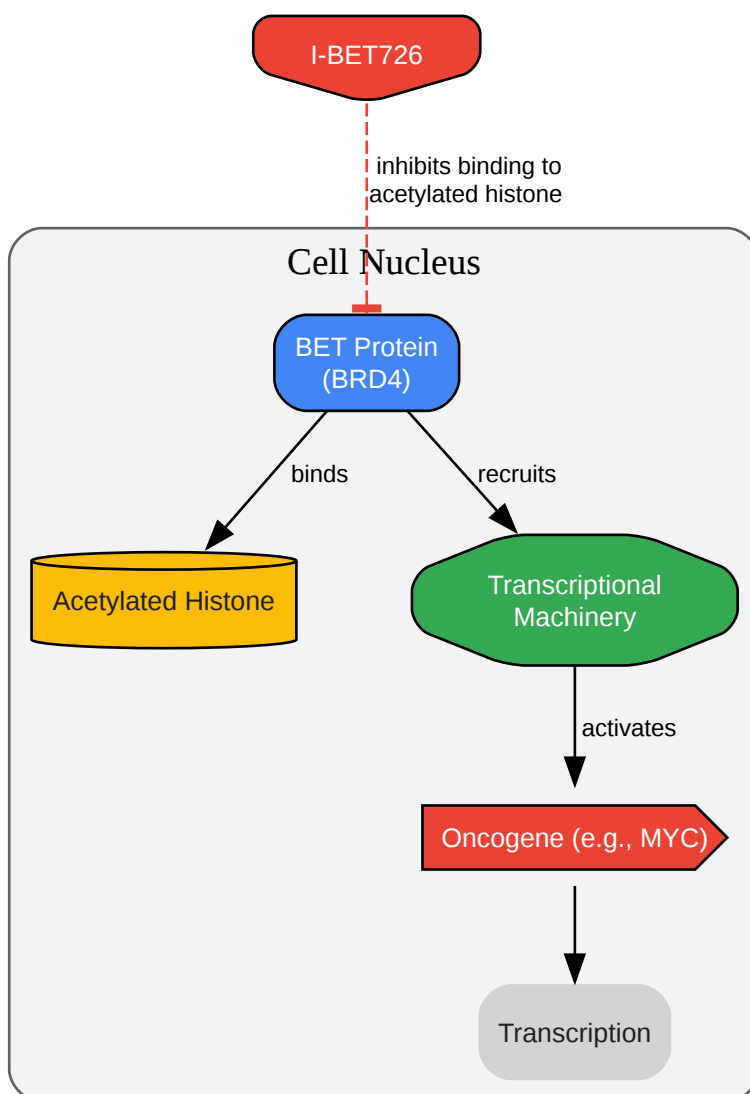 I-BET726
inhibits binding to
acetylated histone
Cell Nucleus
BET Protein
(BRD4)
binds
recruits
Acetylated Histone
Transcriptional
Machinery
activates
Oncogene (e.g., MYC)
Transcription